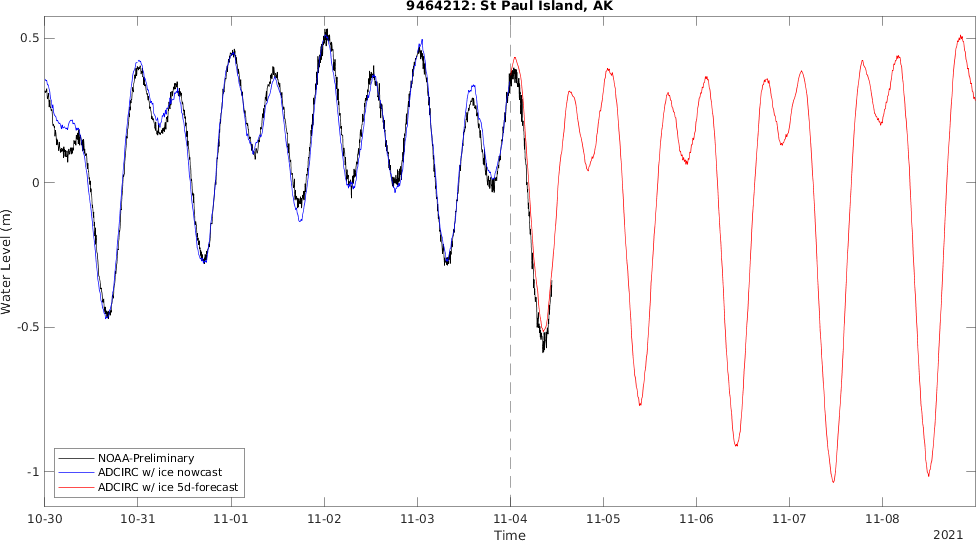 9464212: St Paul Island, AK
0.5
0
-0.5
-1
Water Level (m)
NOAA-Preliminary
ADCIRC w/ ice nowcast
ADCIRC w/ ice 5d-forecast
10-30 10-31 11-01 11-02 11-03 11-04 11-05 11-06 11-07 11-08
Time
2021